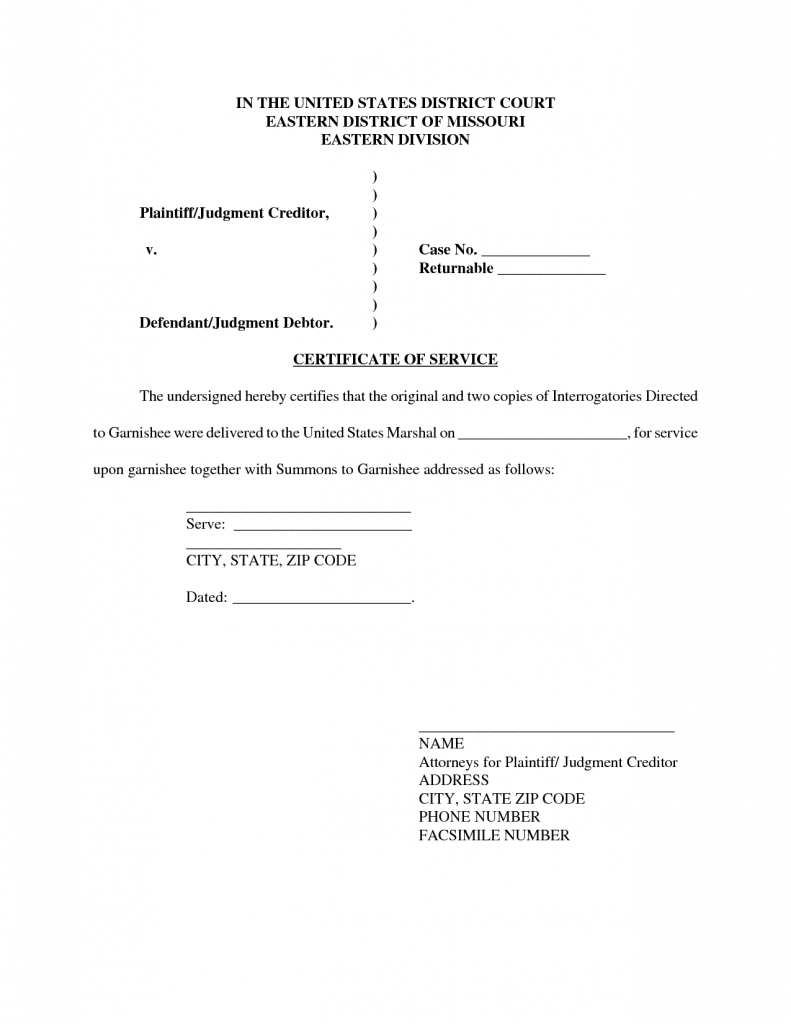 IN THE UNITED STATES DISTRICT COURT
EASTERN DISTRICT OF MISSOURI
EASTERN DIVISION
)
)
Plaintiff/Judgment Creditor, )
)
v. ) Case No. ______________
) Returnable ______________
)
)
Defendant/Judgment Debtor. )
CERTIFICATE OF SERVICE
The undersigned hereby certifies that the original and two copies of Interrogatories Directed
to Garnishee were delivered to the United States Marshal on ______________________, for service
upon garnishee together with Summons to Garnishee addressed as follows:
_____________________________
Serve: _______________________
____________________
CITY, STATE, ZIP CODE
Dated: _______________________.
_________________________________
NAME
Attorneys for Plaintiff/ Judgment Creditor
ADDRESS
CITY, STATE ZIP CODE
PHONE NUMBER
FACSIMILE NUMBER